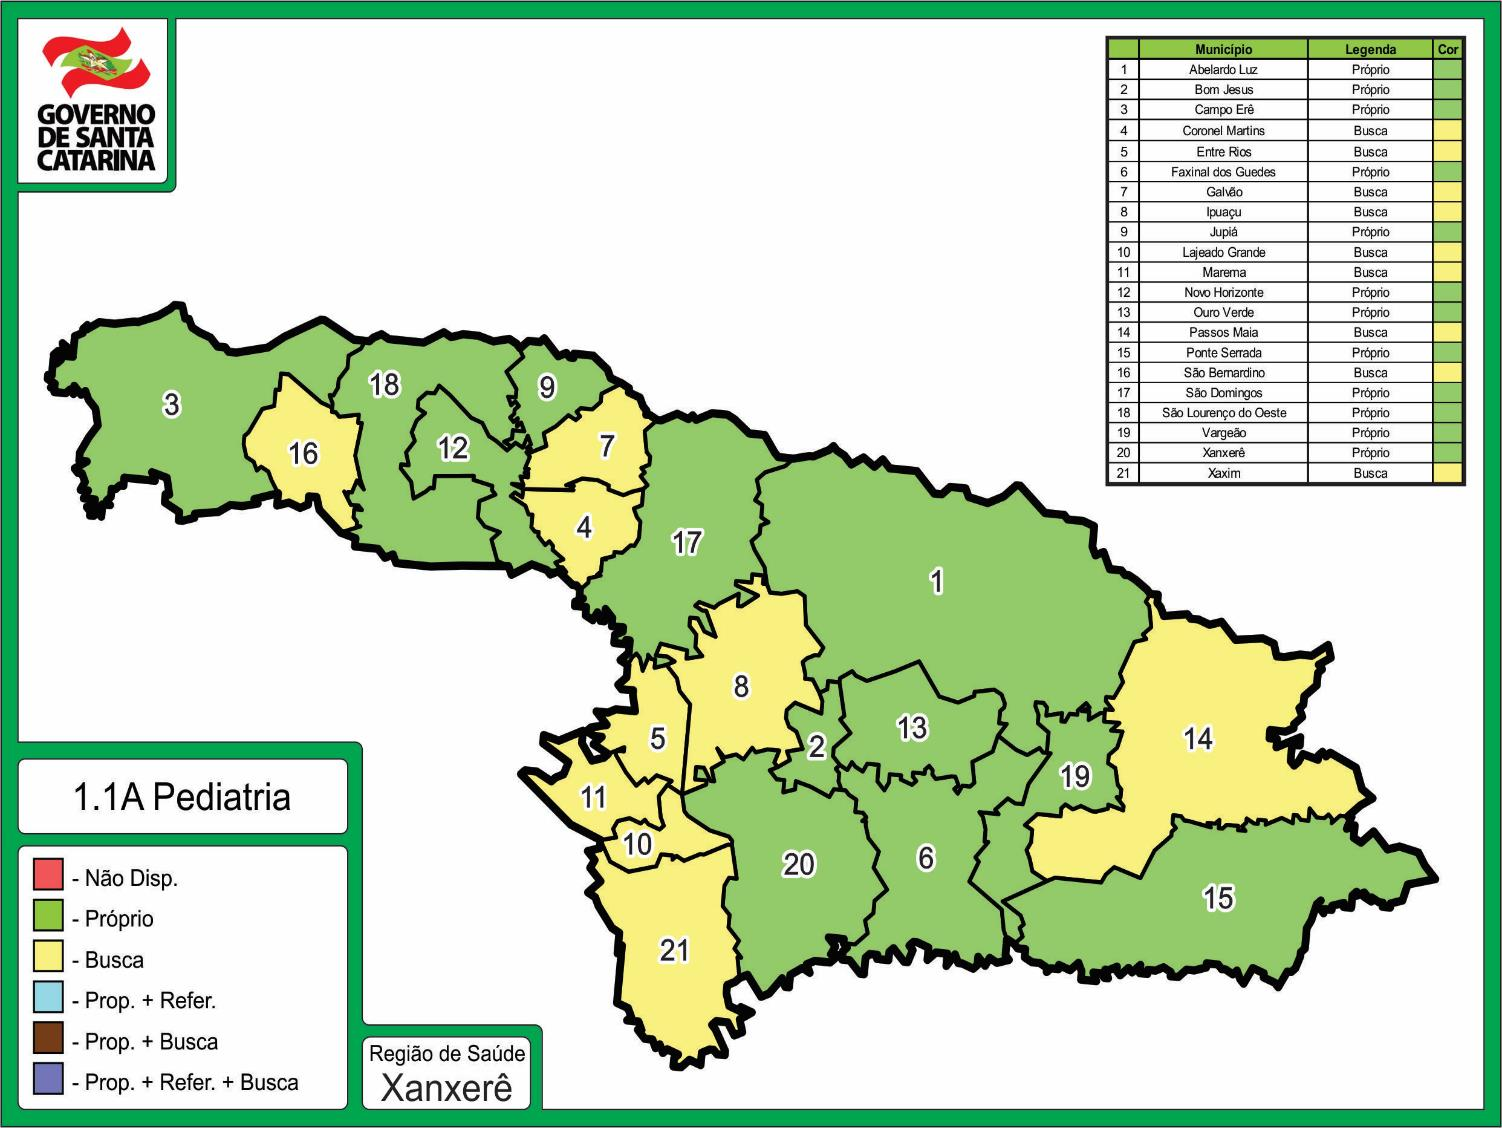 GOVERNO
DE SANTA
CATARINA
Município Legenda Cor
1 Abelardo Luz Próprio
2 Bom Jesus Próprio
3 Campo Erê Próprio
4 Coronel Martins Busca
5 Entre Rios Busca
6 Faxinal dos Guedes Próprio
7 Galvão Busca
8 Ipuaçu Busca
9 Jupiá Próprio
10 Lajeado Grande Busca
11 Marema Busca
12 Novo Horizonte Próprio
13 Ouro Verde Próprio
14 Passos Maia Busca
15 Ponte Serrada Próprio
16 São Bernardino Busca
17 São Domingos Próprio
18 São Lourenço do Oeste Próprio
19 Vargeão Próprio
20 Xanxerê Próprio
21 Xaxim Busca
3
18
9
16
12
7
4
17
1
8
5
2
13
14
19
11
10
20
6
15
21
1.1A Pediatria
- Não Disp.
- Próprio
- Busca
- Prop. + Refer.
- Prop. + Busca
- Prop. + Refer. + Busca
Região de Saúde
Xanxerê